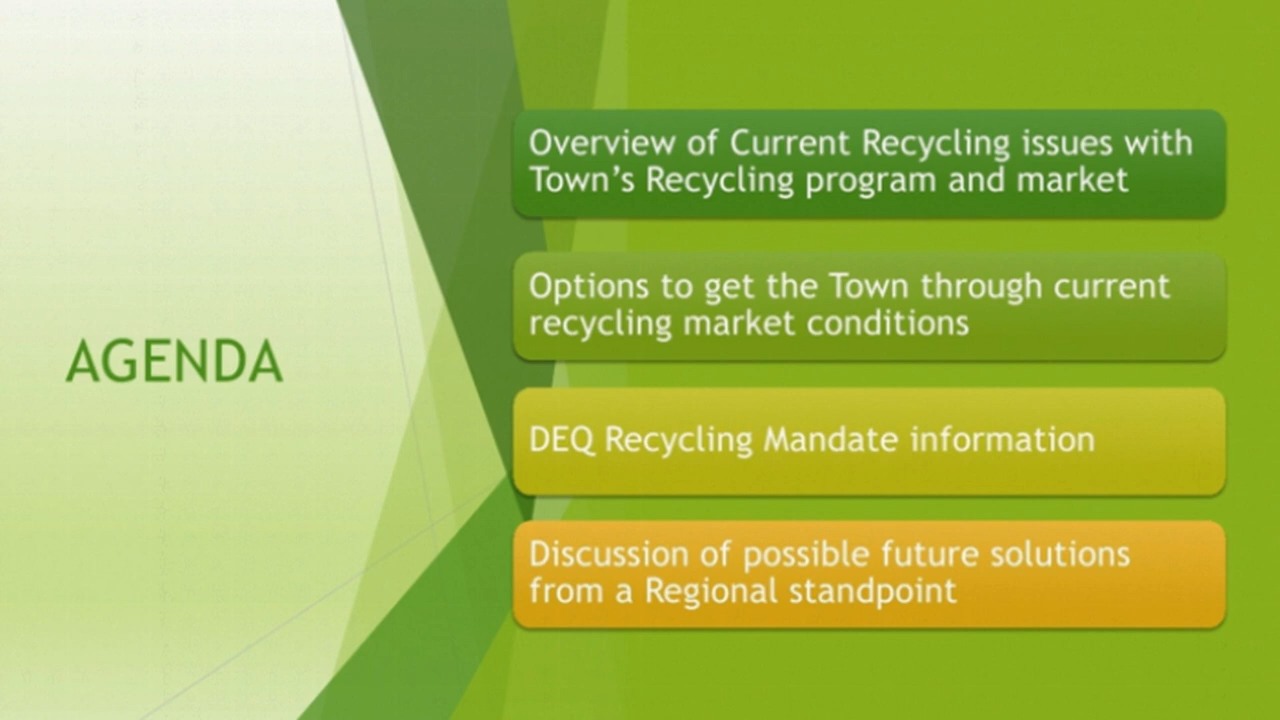 AGENDA
Overview of Current Recycling issues with
Town's Recycling program and market
Options to get the Town through current
recycling market conditions
DEQ Recycling Mandate information
Discussion of possible future solutions
from a Regional standpoint